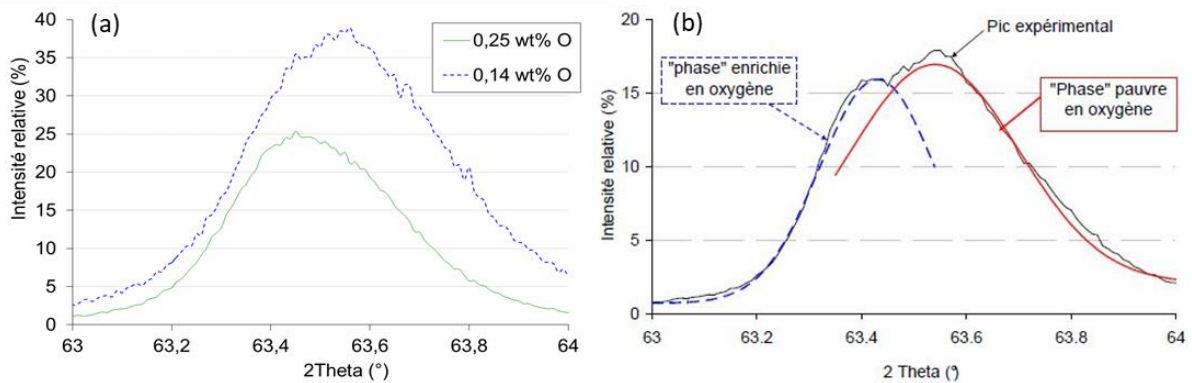 (a)
0,25 wt% O
0,14 wt% O
Intensité relative (%)
40
35
30
25
20
15
10
5
0
63
63,2
63,4
63,6
63,8
64
2Theta (°)
(b)
Pic expérimental
"phase" enrichie
en oxygène
"Phase" pauvre
en oxygène
Intensité relative (%)
20
15
10
5
0
63
63.2
63.4
63.6
63.8
64
2 Theta (°)